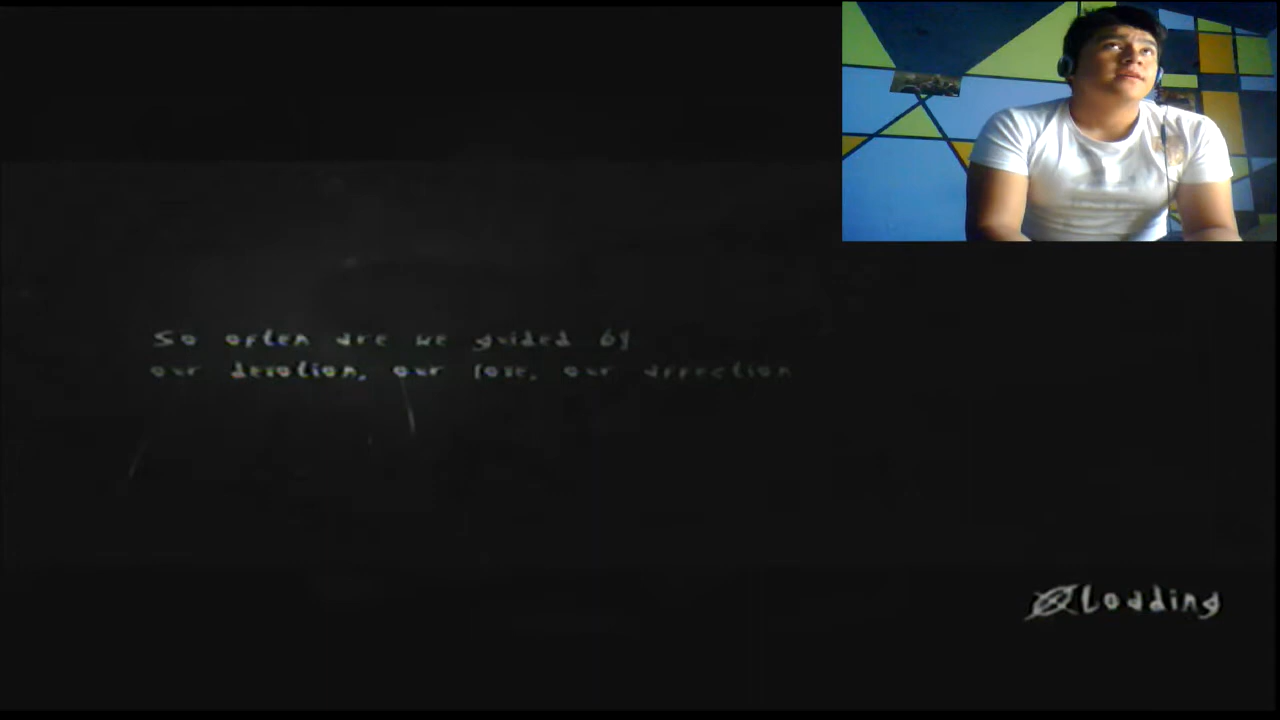 So often are we guided by
our devotion, our love, our affection
Loading